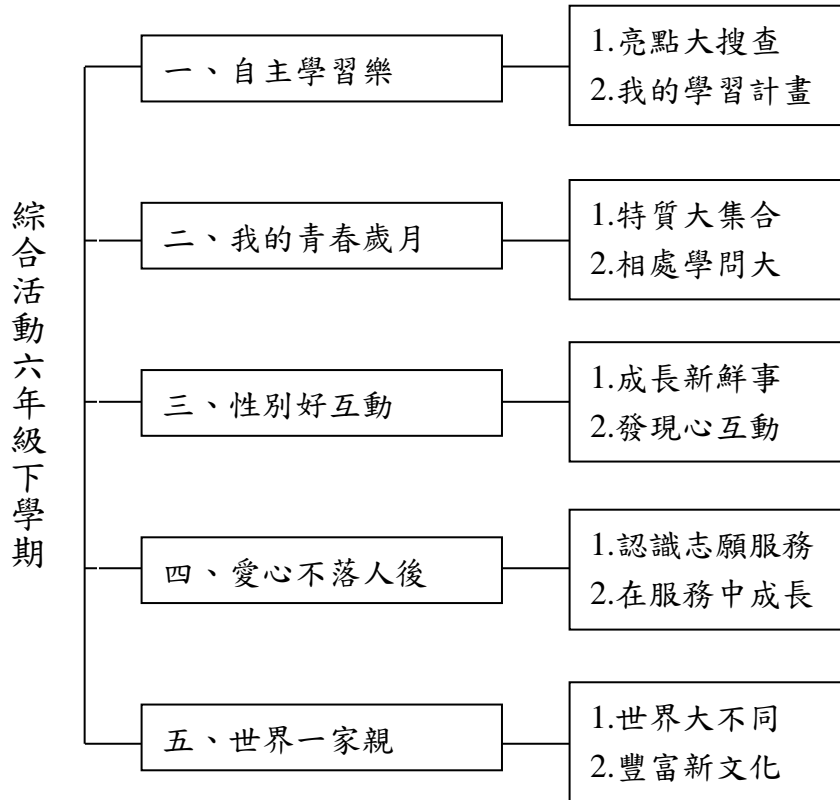 綜合活動六年級下學期
一、自主學習樂
1.亮點大搜查
2.我的學習計畫
二、我的青春歲月
1.特質大集合
2.相處學問大
三、性別好互動
1.成長新鮮事
2.發現心互動
四、愛心不落人後
1.認識志願服務
2.在服務中成長
五、世界一家親
1.世界大不同
2.豐富新文化